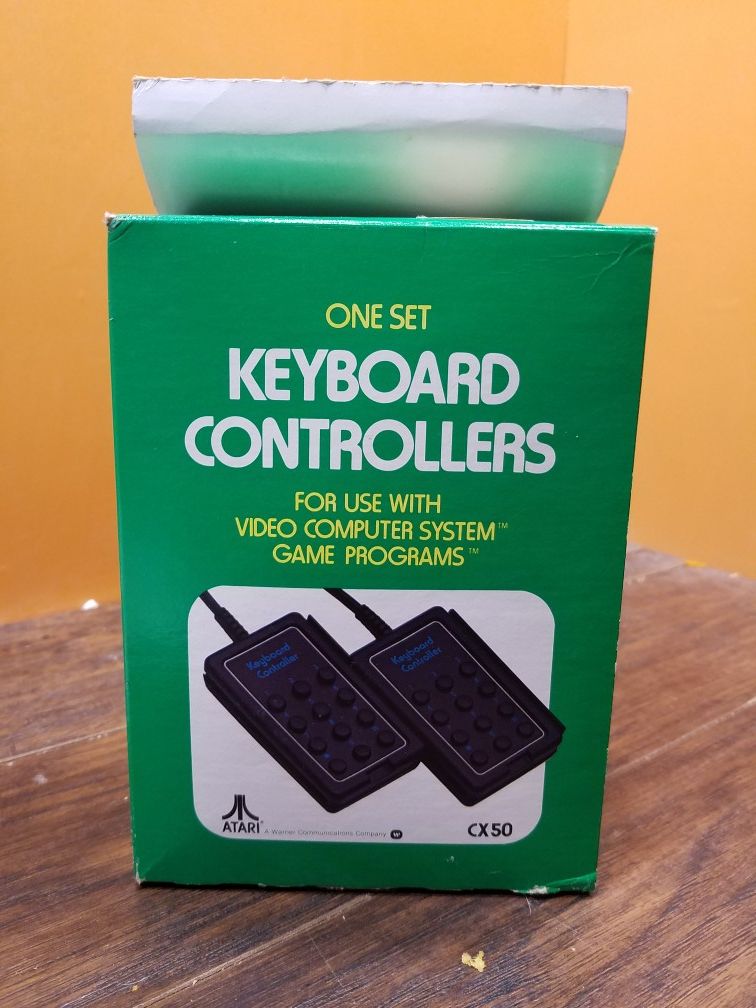 ONE SET
KEYBOARD
CONTROLLERS
FOR USE WITH
VIDEO COMPUTER SYSTEM™
GAME PROGRAMS™
Keyboard
Controller
Keyboard
Controller
ATARI®
A Warner Communications Company
CX50